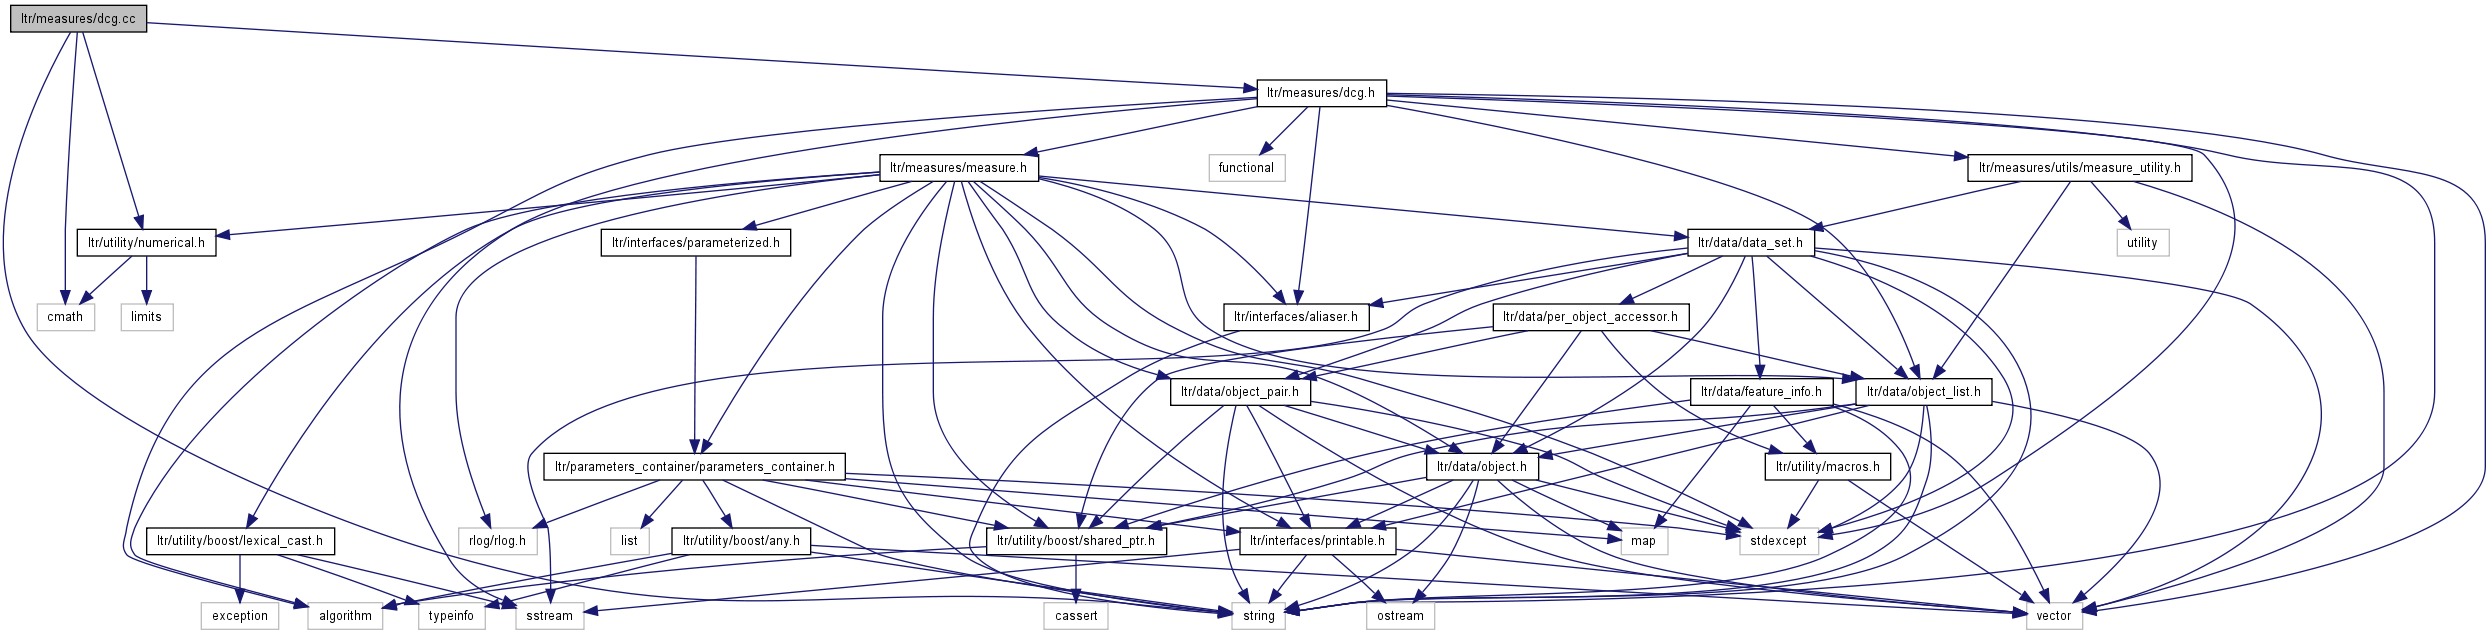 ltr/measures/dcg.cc
ltr/measures/dcg.h
ltr/measures/measure.h
functional
ltr/measures/utils/measure_utility.h
ltr/utility/numerical.h
ltr/interfaces/parameterized.h
ltr/data/data_set.h
utility
cmath
limits
ltr/interfaces/aliaser.h
ltr/data/per_object_accessor.h
ltr/data/object_pair.h
ltr/data/feature_info.h
ltr/data/object_list.h
ltr/parameters_container/parameters_container.h
ltr/data/object.h
ltr/utility/macros.h
ltr/utility/boost/lexical_cast.h
rlog/rlog.h
list
ltr/utility/boost/any.h
ltr/utility/boost/shared_ptr.h
ltr/interfaces/printable.h
map
stdexcept
exception
algorithm
typeinfo
sstream
cassert
string
ostream
vector